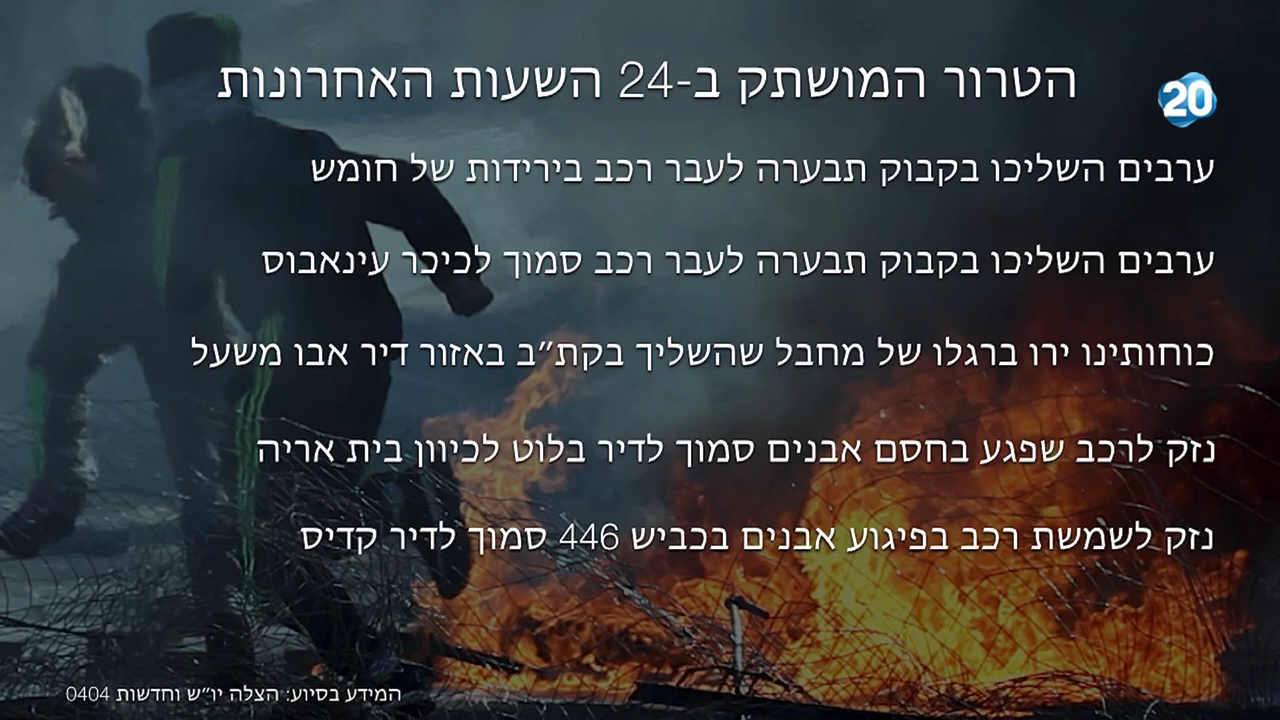 הטרור המושתק ב-24 השעות האחרונות
20
ערבים השליכו בקבוק תבערה לעבר רכב בירידות של חומש
ערבים השליכו בקבוק תבערה לעבר רכב סמוך לכיכר עינאבוס
כוחותינו ירו ברגלו של מחבל שהשליך בקת״ב באזור דיר אבו משעל
נזק לרכב שפגע בחסם אבנים סמוך לדיר בלוט לכיוון בית אריה
נזק לשמשת רכב בפיגוע אבנים בכביש 446 סמוך לדיר קדיס
המידע בסיוע: הצלה יו״ש וחדשות 0404